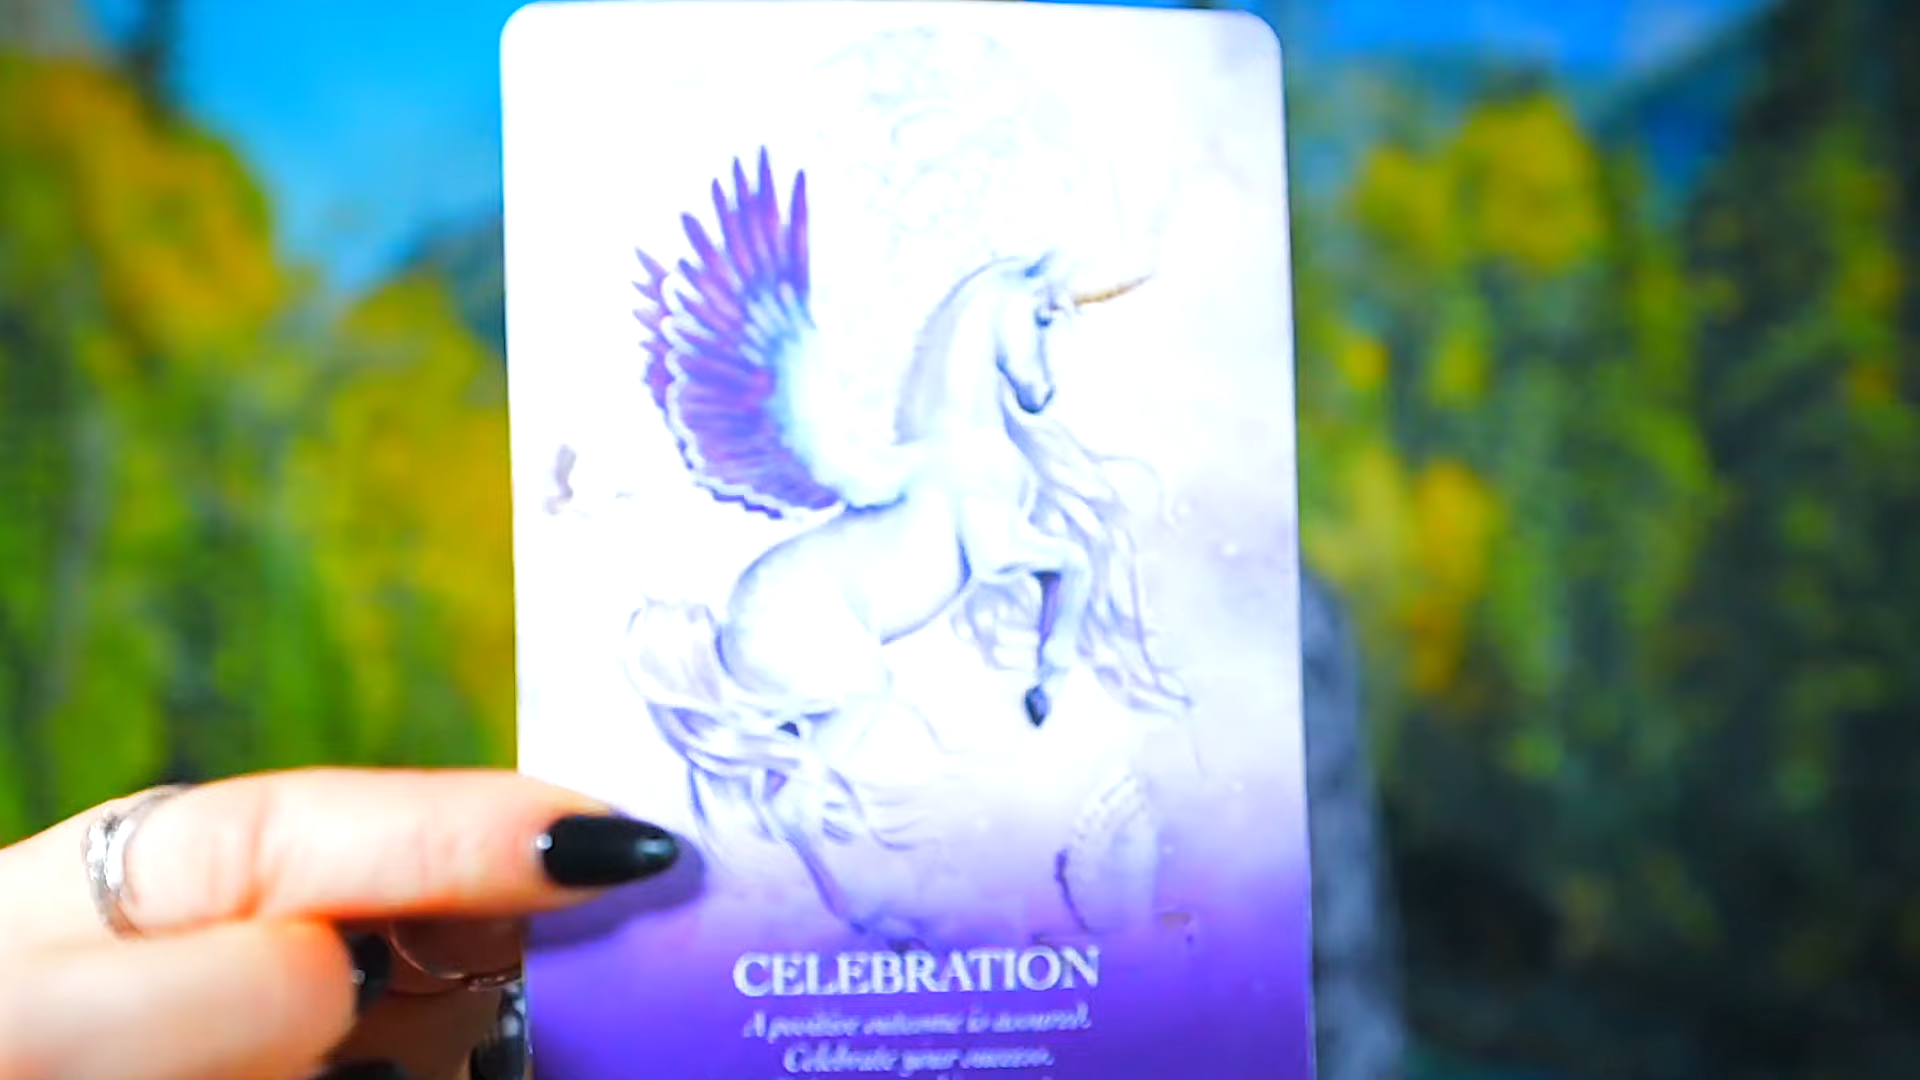 CELEBRATION
A positive outcome is assured.
Celebrate your success.